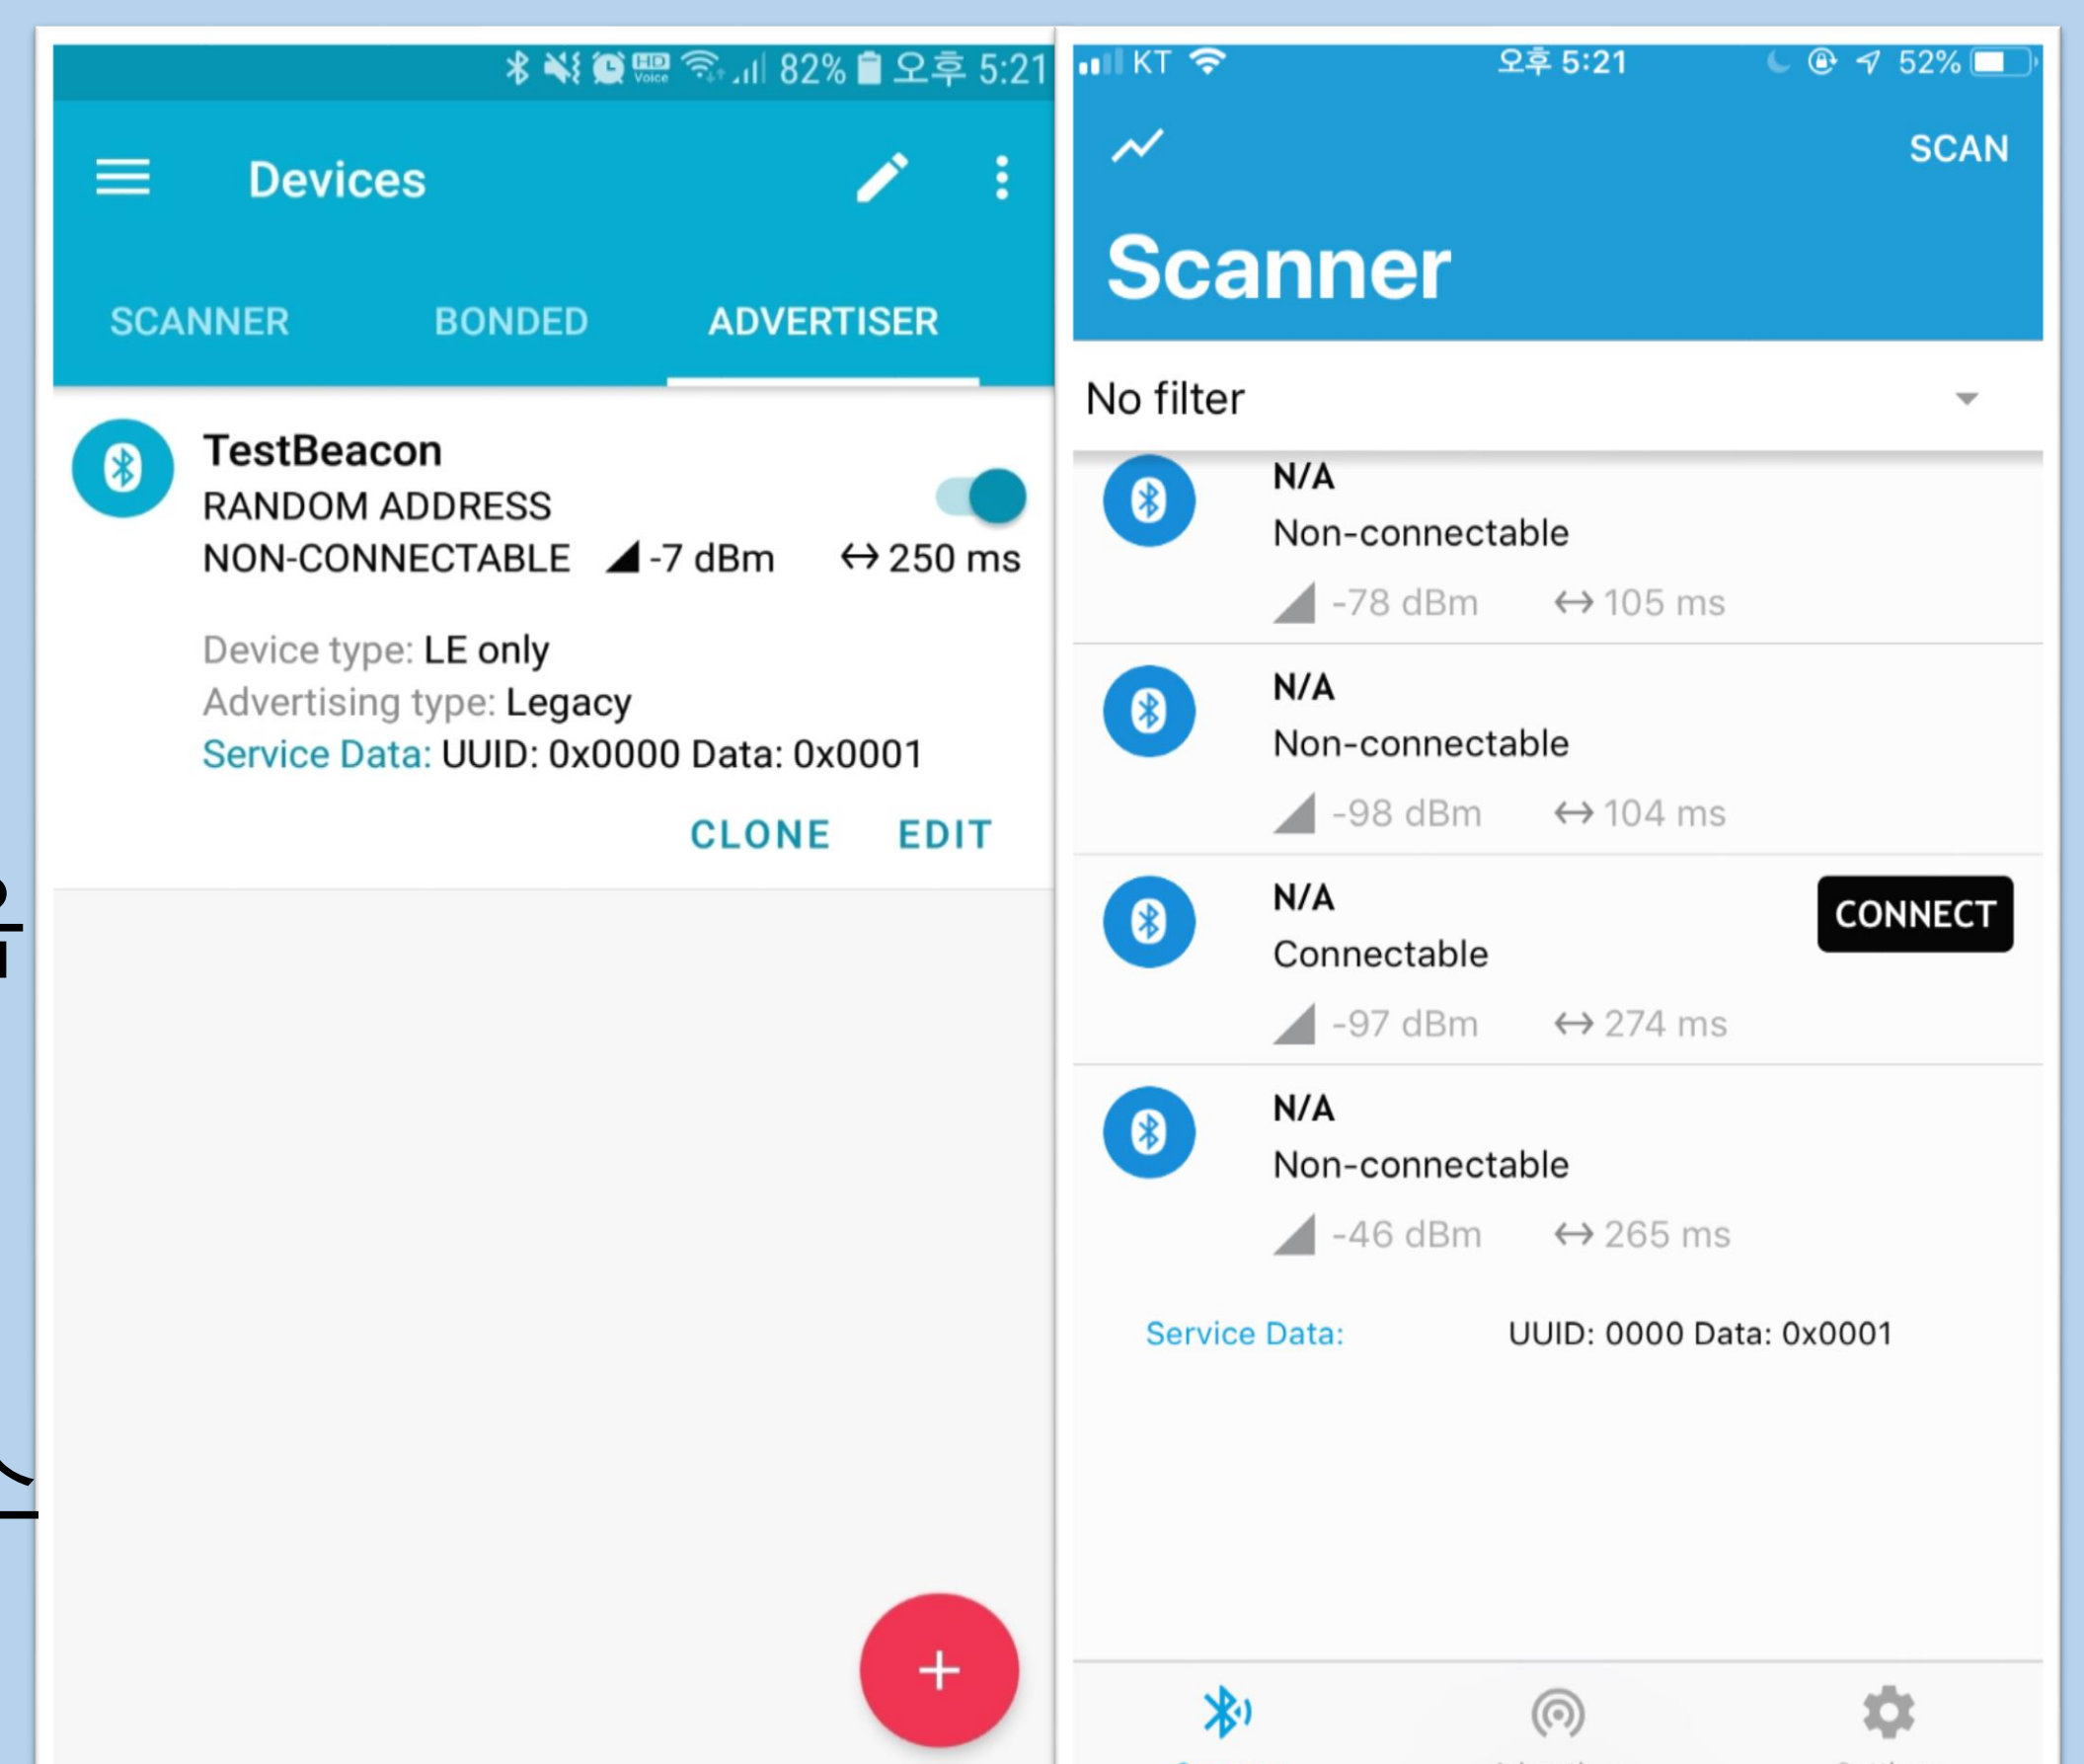 HD Voice 82% 오후 5:21
Devices
SCANNER BONDED ADVERTISER
TestBeacon
RANDOM ADDRESS
NON-CONNECTABLE -7 dBm 250 ms
Device type: LE only
Advertising type: Legacy
Service Data: UUID: 0x0000 Data: 0x0001
CLONE EDIT
+
KT 오후 5:21 52%
SCAN
Scanner
No filter
N/A
Non-connectable
-78 dBm 105 ms
N/A
Non-connectable
-98 dBm 104 ms
N/A
CONNECT
Connectable
-97 dBm 274 ms
N/A
Non-connectable
-46 dBm 265 ms
Service Data: UUID: 0000 Data: 0x0001